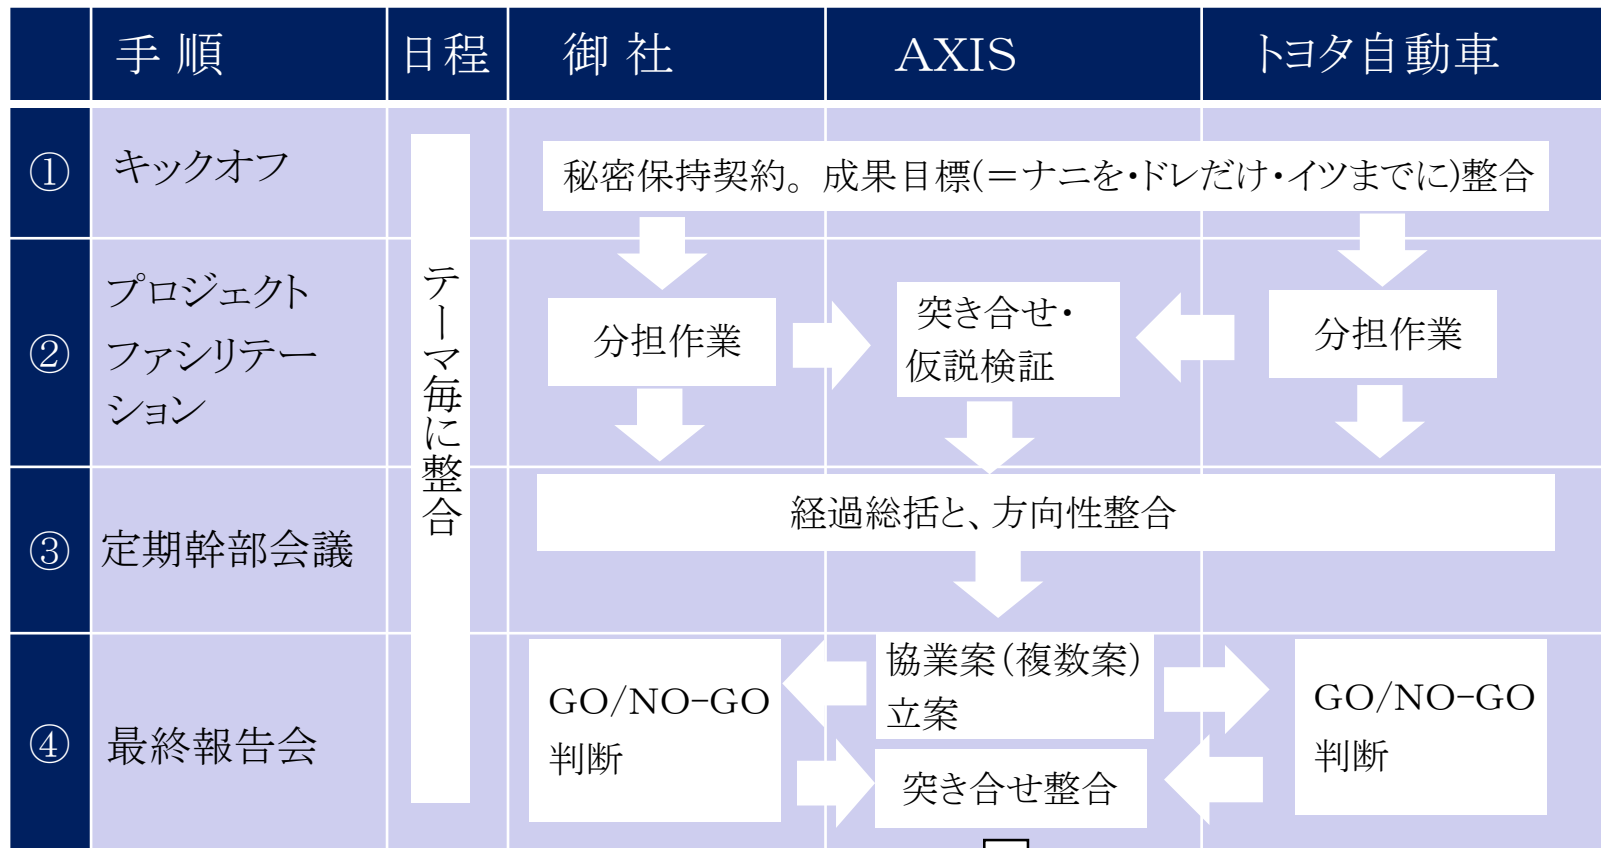 手 順
日程
御 社
AXIS
トヨタ自動車
①
キックオフ
テーマ毎に整合
秘密保持契約。成果目標(＝ナニを・ドレだけ・イツまでに)整合
②
プロジェクト
ファシリテー
ション
分担作業
突き合せ・
仮説検証
分担作業
③
定期幹部会議
経過総括と、方向性整合
④
最終報告会
GO/NO-GO
判断
協業案（複数案）
立案
突き合せ整合
GO/NO-GO
判断